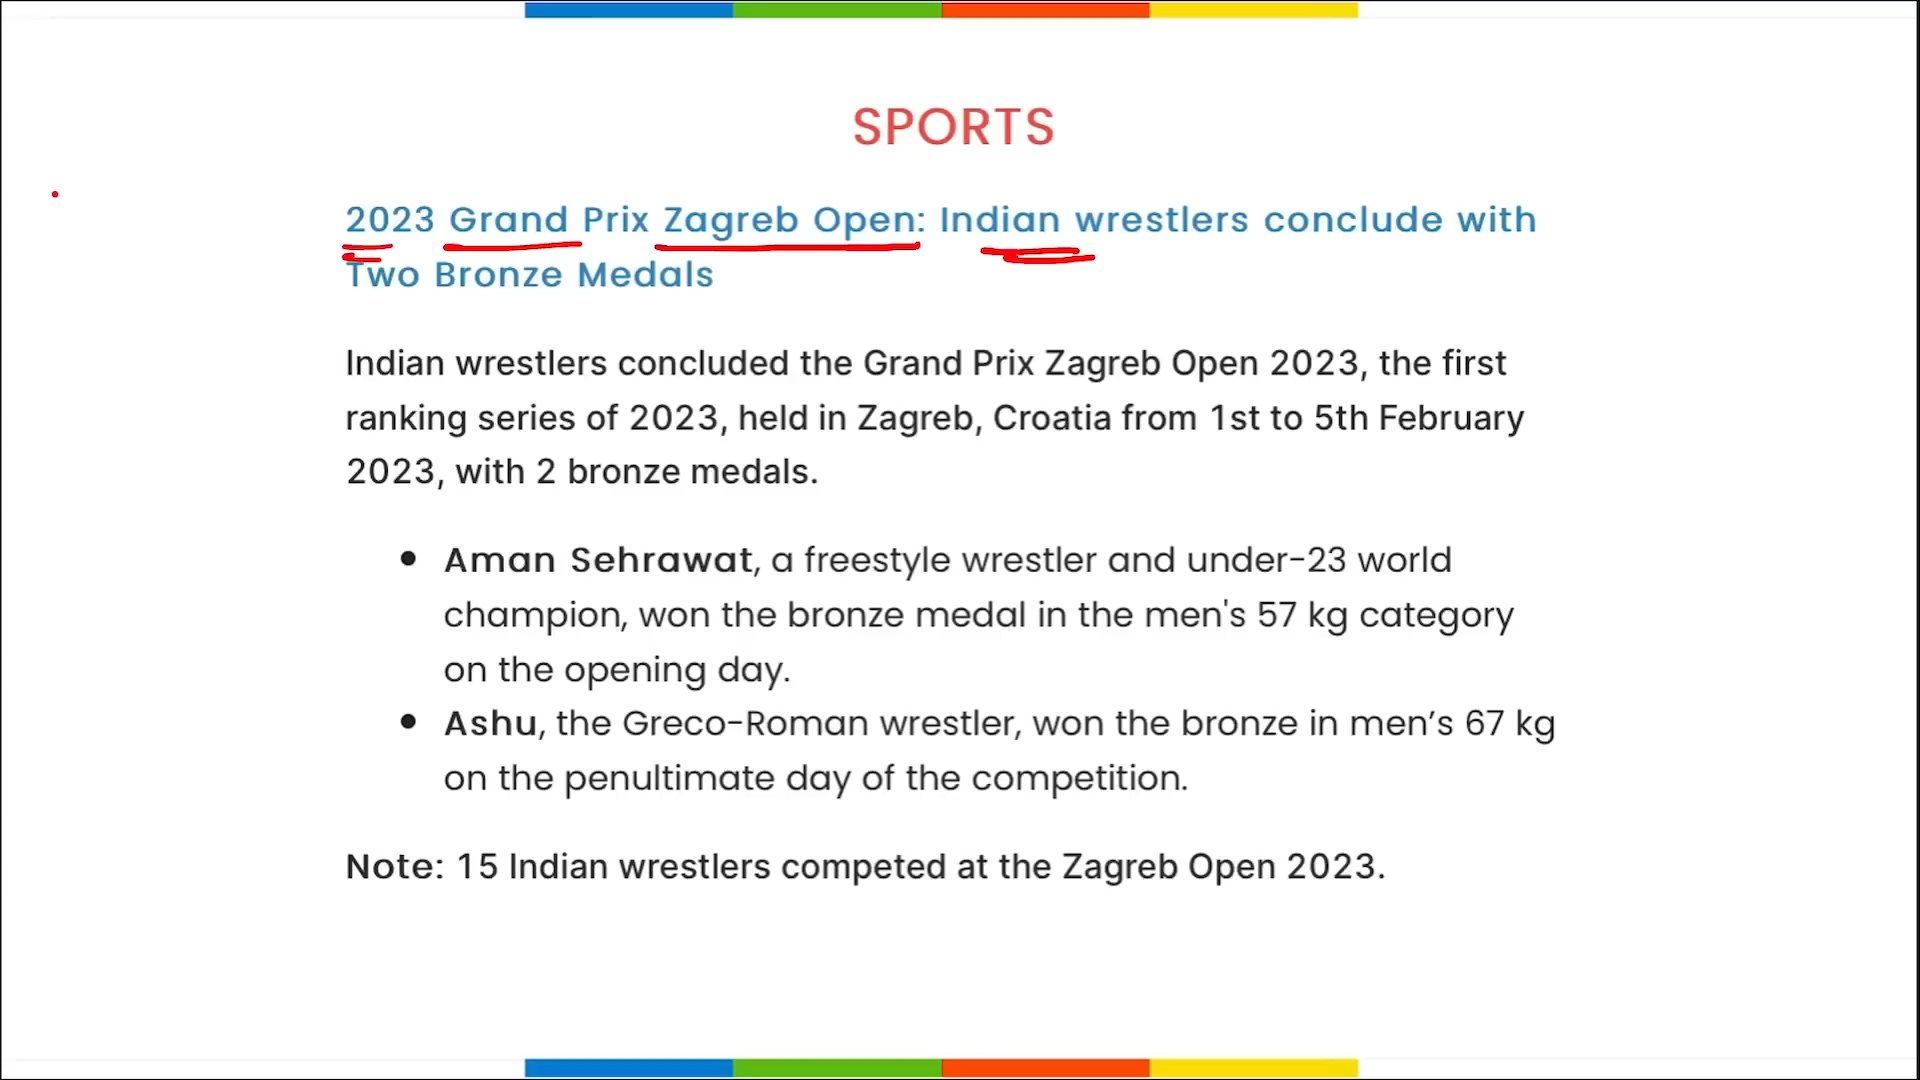 SPORTS
2023 Grand Prix Zagreb Open: Indian wrestlers conclude with
Two Bronze Medals
Indian wrestlers concluded the Grand Prix Zagreb Open 2023, the first
ranking series of 2023, held in Zagreb, Croatia from 1st to 5th February
2023, with 2 bronze medals.
• Aman Sehrawat, a freestyle wrestler and under-23 world
champion, won the bronze medal in the men's 57 kg category
on the opening day.
• Ashu, the Greco-Roman wrestler, won the bronze in men’s 67 kg
on the penultimate day of the competition.
Note: 15 Indian wrestlers competed at the Zagreb Open 2023.